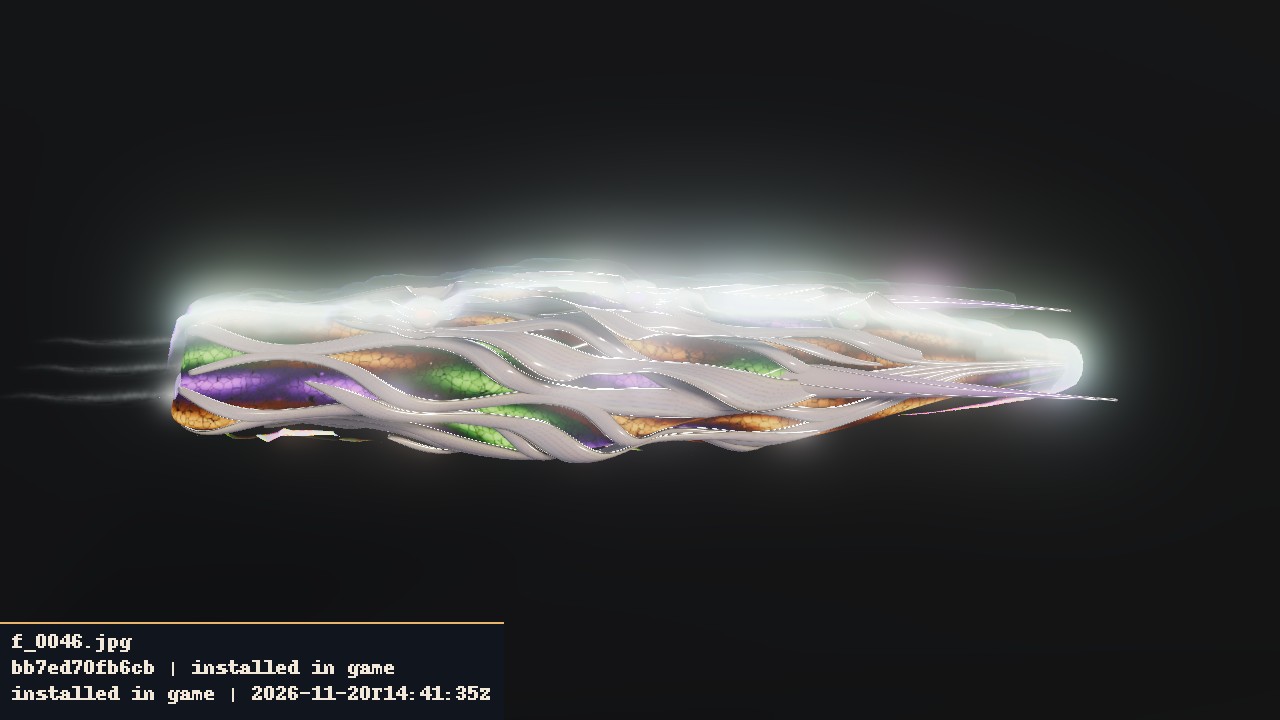 f_0046.jpg
bb7ed70fb6cb | installed in game
installed in game | 2026-11-20T14:41:35Z